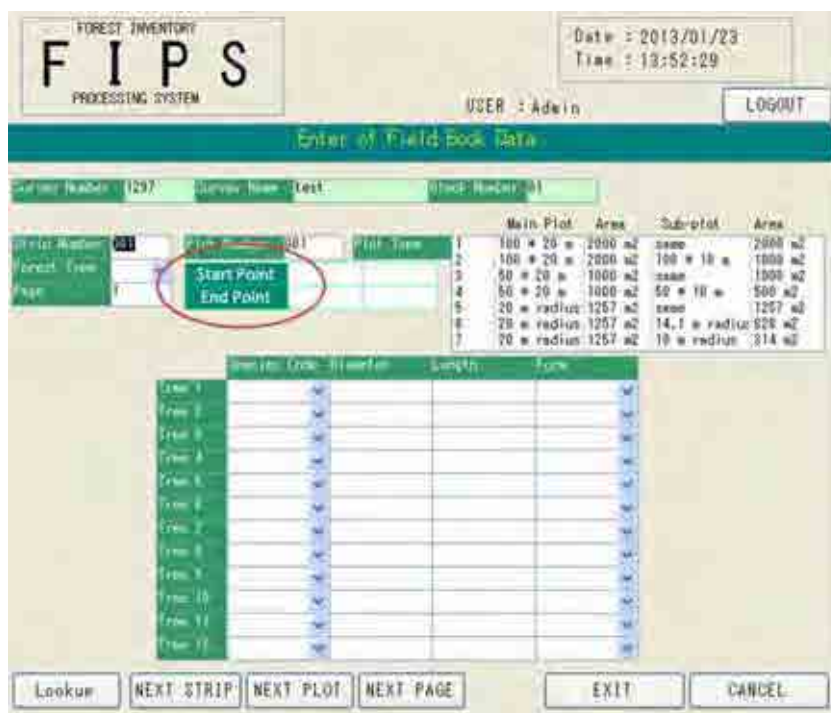 FOREST INVENTORY
F I P S
PROCESSING SYSTEM
Date : 2013/01/23
Time : 13:52:29
USER : Admin
LOGOUT
Enter of Field Book Data
Survey Number 1297 Survey Name test Block Number 01
Strip Number 001 001 Plot Type
Forest Type
Page 1
Start Point
End Point
Main Plot Area Sub-plot Area
1 100 * 20 m 2000 m2 same 2000 m2
2 100 * 20 m 2000 m2 100 * 10 m 1000 m2
3 50 * 20 m 1000 m2 same 1000 m2
4 50 * 20 m 1000 m2 50 * 10 m 500 m2
5 20 m radius 1257 m2 same 1257 m2
6 20 m radius 1257 m2 14.1 m radius 628 m2
7 20 m radius 1257 m2 10 m radius 314 m2
Species Code Diameter Length Form
Tree 1
Tree 2
Tree 3
Tree 4
Tree 5
Tree 6
Tree 7
Tree 8
Tree 9
Tree 10
Tree 11
Tree 12
Lookup NEXT STRIP NEXT PLOT NEXT PAGE EXIT CANCEL